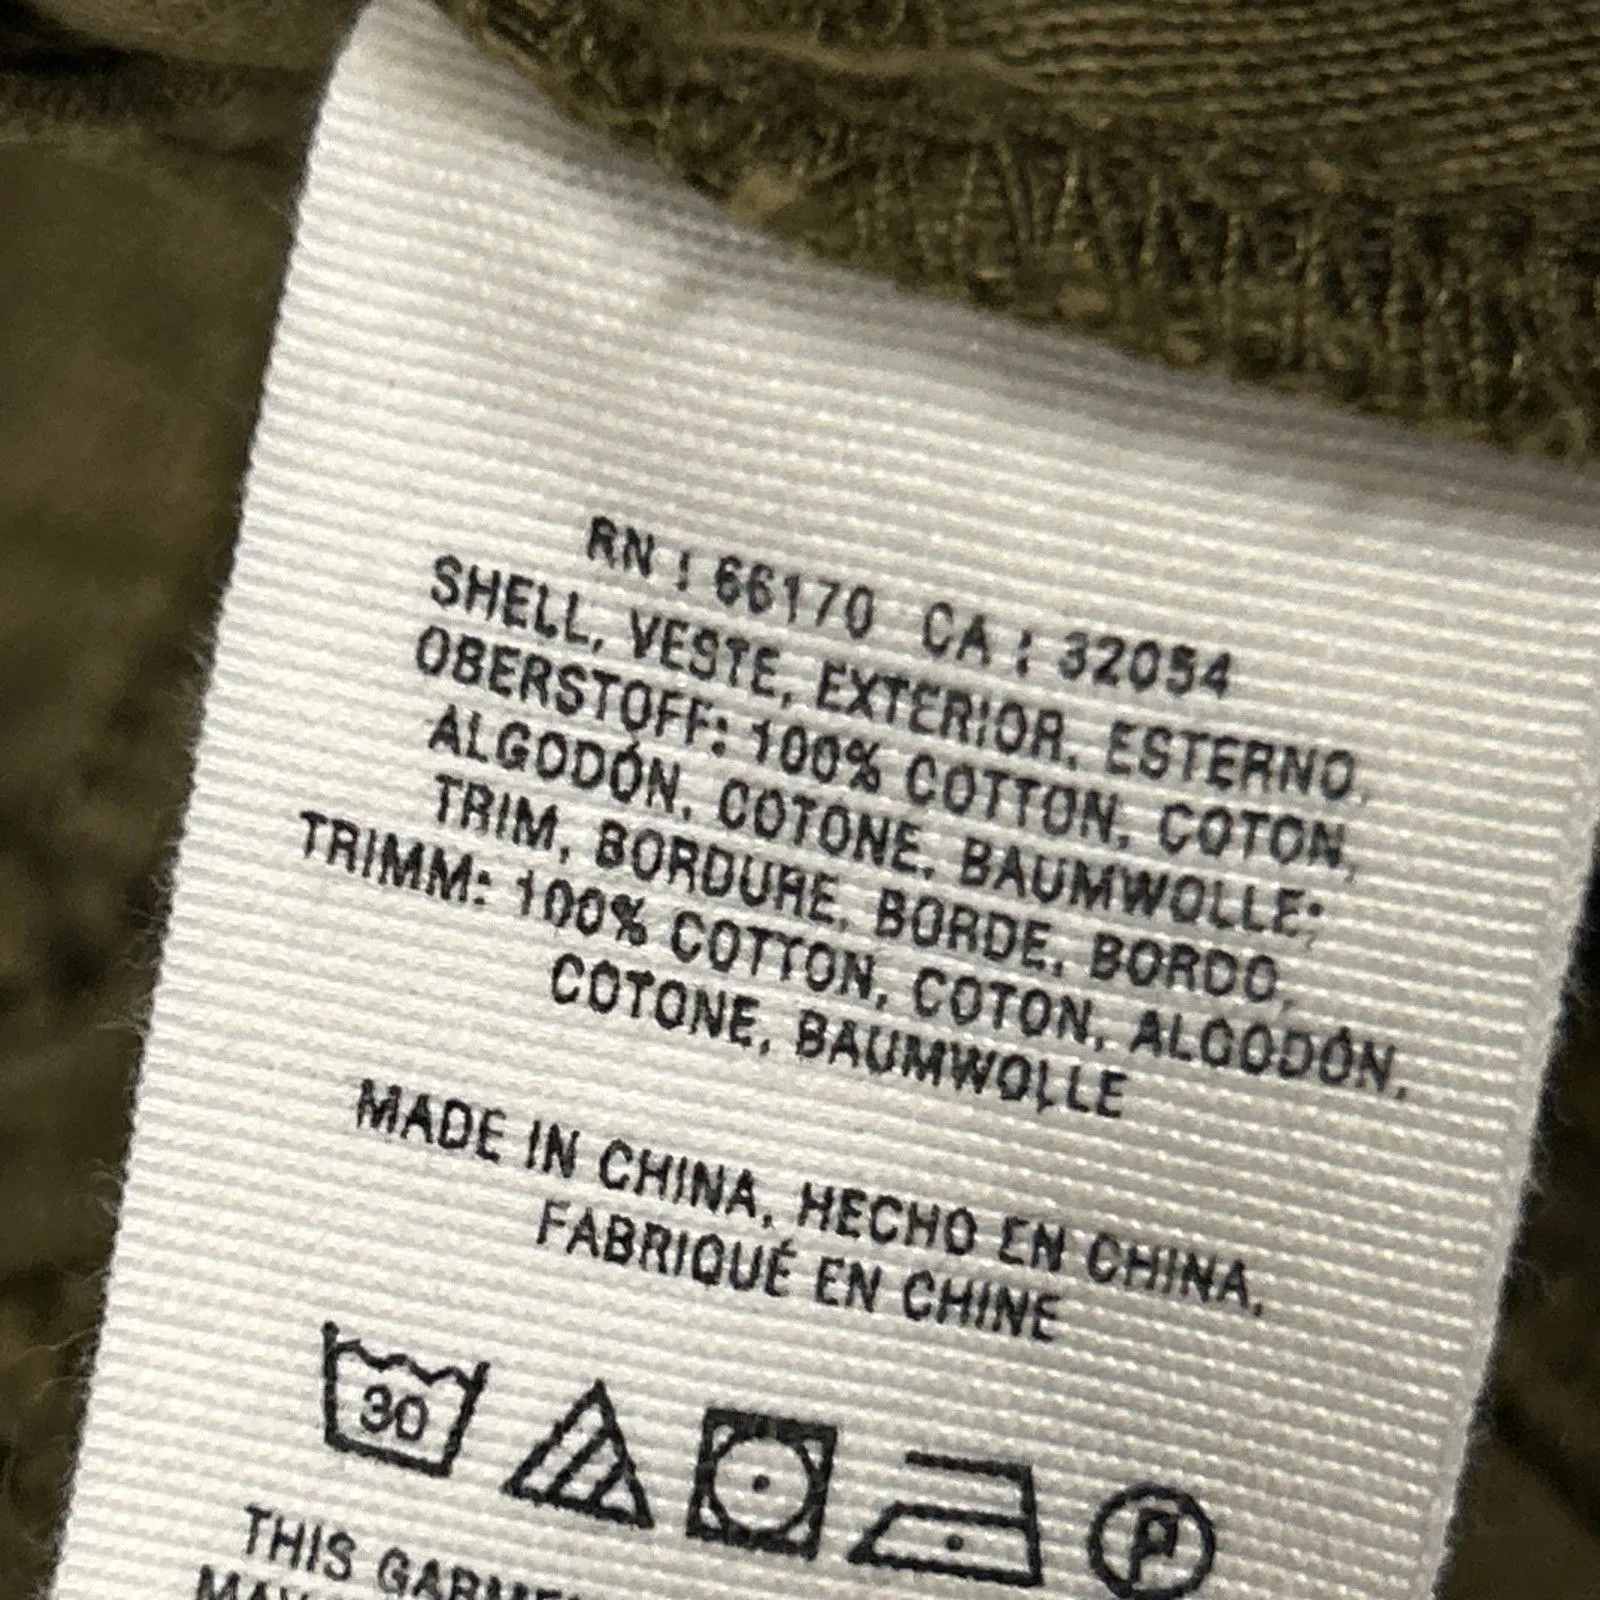 RN : 66170 CA : 32054
SHELL, VESTE, EXTERIOR, ESTERNO,
OBERSTOFF: 100% COTTON, COTON,
ALGODÓN, COTONE, BAUMWOLLE;
TRIM, BORDURE, BORDE, BORDO,
TRIMM: 100% COTTON, COTON, ALGODÓN,
COTONE, BAUMWOLLE
MADE IN CHINA, HECHO EN CHINA,
FABRIQUÉ EN CHINE
30
P
THIS
MAY